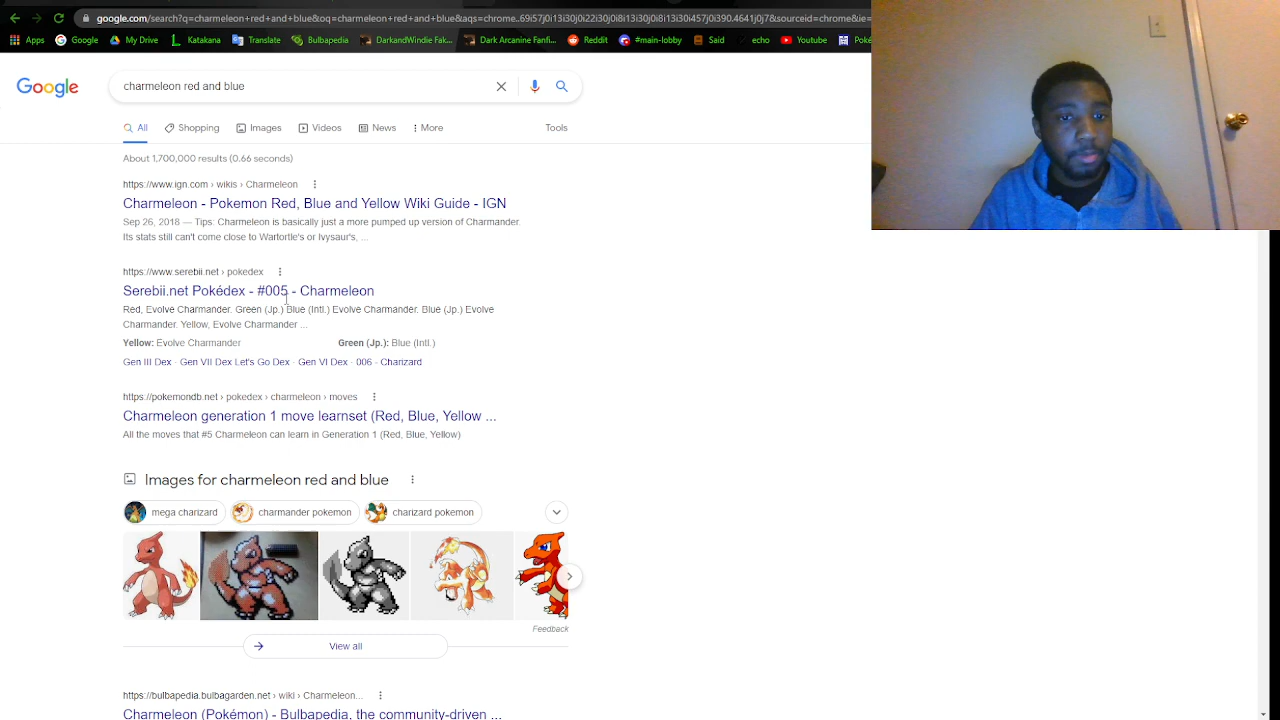 google.com/search?q=charmeleon+red+and+blue&oq=charmeleon+red+and+blue&aqs=chrome..69i57j0i13i30j0i22i30j0i8i13i30j0i8i13i30i457j0i390.4641j0j7&sourceid=chrome&ie=
Apps Google My Drive Katakana Translate Bulbapedia DarkandWindie Fak... Dark Arcanine Fanfi... Reddit #main-lobby Said echo Youtube Poké
Google charmeleon red and blue
All Shopping Images Videos News More Tools
About 1,700,000 results (0.66 seconds)
https://www.ign.com › wikis › Charmeleon
Charmeleon - Pokemon Red, Blue and Yellow Wiki Guide - IGN
Sep 26, 2018 — Tips: Charmeleon is basically just a more pumped up version of Charmander.
Its stats still can't come close to Wartortle's or Ivysaur's, ...
https://www.serebii.net › pokedex
Serebii.net Pokédex - #005 - Charmeleon
Red, Evolve Charmander. Green (Jp.) Blue (Intl.) Evolve Charmander. Blue (Jp.) Evolve
Charmander. Yellow, Evolve Charmander ...
Yellow: Evolve Charmander Green (Jp.): Blue (Intl.)
Gen III Dex · Gen VII Dex Let's Go Dex · Gen VI Dex · 006 - Charizard
https://pokemondb.net › pokedex › charmeleon › moves
Charmeleon generation 1 move learnset (Red, Blue, Yellow ...
All the moves that #5 Charmeleon can learn in Generation 1 (Red, Blue, Yellow)
Images for charmeleon red and blue
mega charizard charmander pokemon charizard pokemon
Feedback
View all
https://bulbapedia.bulbagarden.net › wiki › Charmeleon...
Charmeleon (Pokémon) - Bulbapedia, the community-driven ...